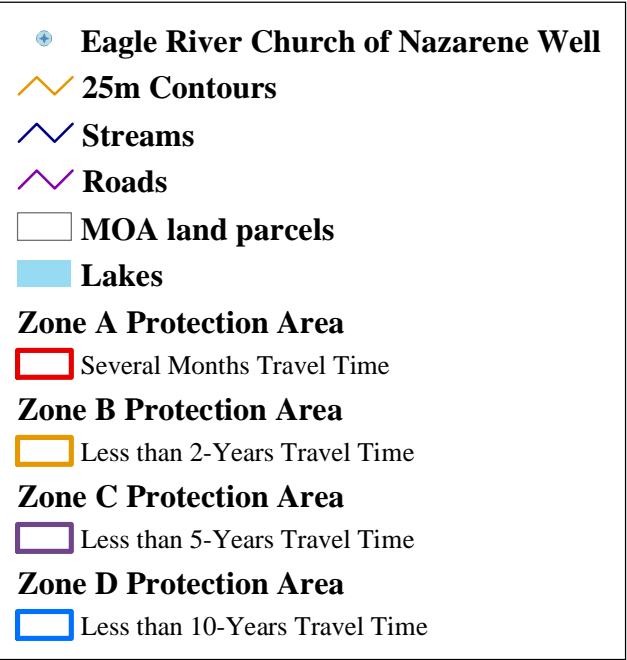 Eagle River Church of Nazarene Well
25m Contours
Streams
Roads
MOA land parcels
Lakes
Zone A Protection Area
Several Months Travel Time
Zone B Protection Area
Less than 2-Years Travel Time
Zone C Protection Area
Less than 5-Years Travel Time
Zone D Protection Area
Less than 10-Years Travel Time